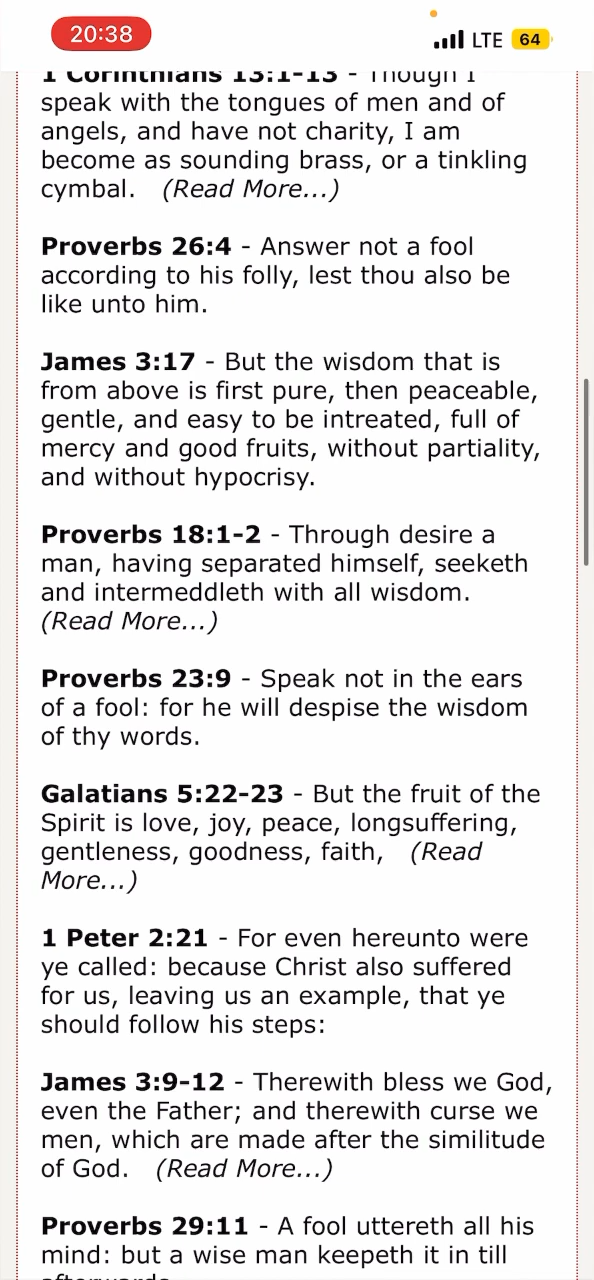 20:38
LTE 64
1 Corinthians 13:1-13 - Though I
speak with the tongues of men and of
angels, and have not charity, I am
become as sounding brass, or a tinkling
cymbal. (Read More...)
Proverbs 26:4 - Answer not a fool
according to his folly, lest thou also be
like unto him.
James 3:17 - But the wisdom that is
from above is first pure, then peaceable,
gentle, and easy to be intreated, full of
mercy and good fruits, without partiality,
and without hypocrisy.
Proverbs 18:1-2 - Through desire a
man, having separated himself, seeketh
and intermeddleth with all wisdom.
(Read More...)
Proverbs 23:9 - Speak not in the ears
of a fool: for he will despise the wisdom
of thy words.
Galatians 5:22-23 - But the fruit of the
Spirit is love, joy, peace, longsuffering,
gentleness, goodness, faith, (Read
More...)
1 Peter 2:21 - For even hereunto were
ye called: because Christ also suffered
for us, leaving us an example, that ye
should follow his steps:
James 3:9-12 - Therewith bless we God,
even the Father; and therewith curse we
men, which are made after the similitude
of God. (Read More...)
Proverbs 29:11 - A fool uttereth all his
mind: but a wise man keepeth it in till
afterwards